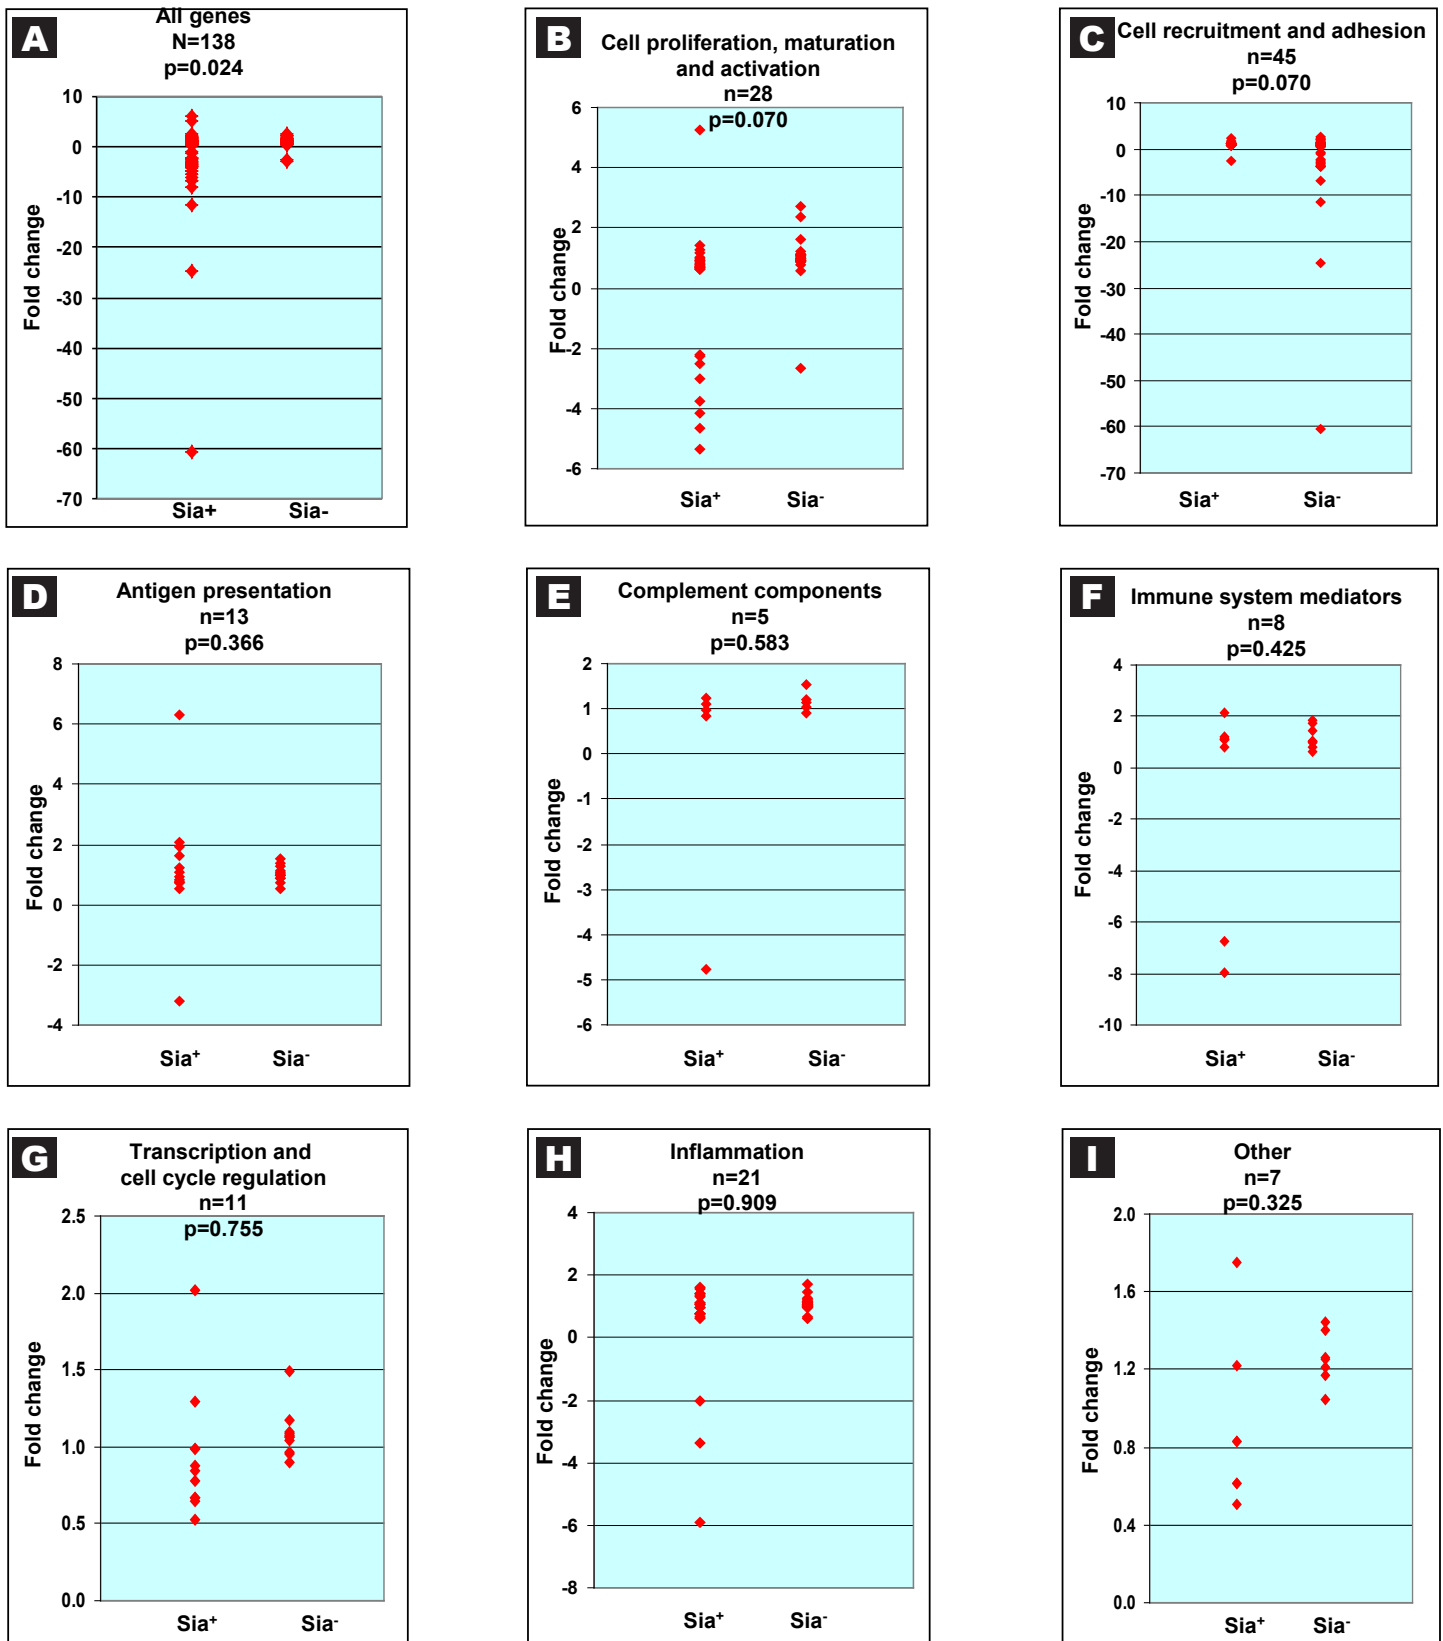 A
All genes
N=138
p=0.024
10
0
-10
-20
-30
-40
-50
-60
-70
Fold change
Sia+ Sia-
B
Cell proliferation, maturation
and activation
n=28
p=0.070
6
4
2
0
-2
-4
-6
Fold change
Sia⁺ Sia⁻
C
Cell recruitment and adhesion
n=45
p=0.070
10
0
-10
-20
-30
-40
-50
-60
-70
Fold change
Sia⁺ Sia⁻
D
Antigen presentation
n=13
p=0.366
8
6
4
2
0
-2
-4
Fold change
Sia⁺ Sia⁻
E
Complement components
n=5
p=0.583
2
1
0
-1
-2
-3
-4
-5
-6
Fold change
Sia⁺ Sia⁻
F
Immune system mediators
n=8
p=0.425
4
2
0
-2
-4
-6
-8
-10
Fold change
Sia⁺ Sia⁻
G
Transcription and
cell cycle regulation
n=11
p=0.755
2.5
2.0
1.5
1.0
0.5
0.0
Fold change
Sia⁺ Sia⁻
H
Inflammation
n=21
p=0.909
4
2
0
-2
-4
-6
-8
Fold change
Sia⁺ Sia⁻
I
Other
n=7
p=0.325
2.0
1.6
1.2
0.8
0.4
0.0
Fold change
Sia⁺ Sia⁻